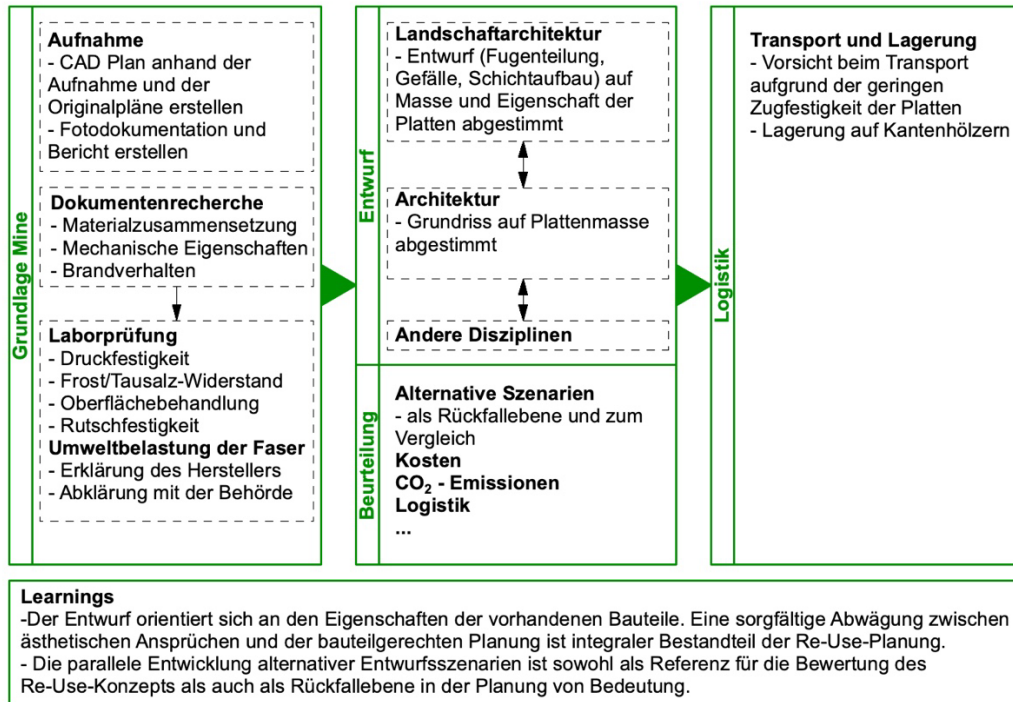 Grundlage Mine
Aufnahme
- CAD Plan anhand der
Aufnahme und der
Originalpläne erstellen
- Fotodokumentation und
Bericht erstellen
Dokumentenrecherche
- Materialzusammensetzung
- Mechanische Eigenschaften
- Brandverhalten
Laborprüfung
- Druckfestigkeit
- Frost/Tausalz-Widerstand
- Oberflächebehandlung
- Rutschfestigkeit
Umweltbelastung der Faser
- Erklärung des Herstellers
- Abklärung mit der Behörde
Entwurf
Landschaftarchitektur
- Entwurf (Fugenteilung,
Gefälle, Schichtaufbau) auf
Masse und Eigenschaft der
Platten abgestimmt
Architektur
- Grundriss auf Plattenmasse
abgestimmt
Andere Disziplinen
Beurteilung
Alternative Szenarien
- als Rückfallebene und zum
Vergleich
Kosten
CO₂ - Emissionen
Logistik
...
Logistik
Transport und Lagerung
- Vorsicht beim Transport
aufgrund der geringen
Zugfestigkeit der Platten
- Lagerung auf Kantenhölzern
Learnings
-Der Entwurf orientiert sich an den Eigenschaften der vorhandenen Bauteile. Eine sorgfältige Abwägung zwischen
ästhetischen Ansprüchen und der bauteilgerechten Planung ist integraler Bestandteil der Re-Use-Planung.
- Die parallele Entwicklung alternativer Entwurfsszenarien ist sowohl als Referenz für die Bewertung des
Re-Use-Konzepts als auch als Rückfallebene in der Planung von Bedeutung.